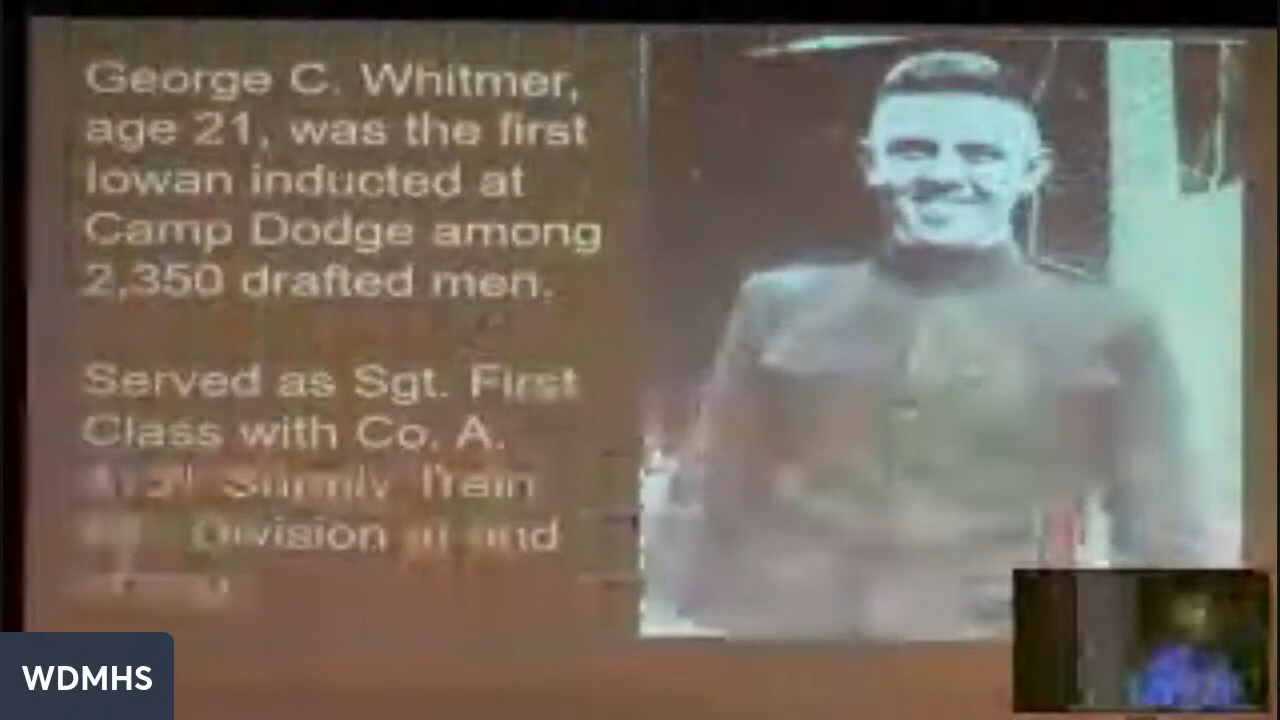 George C. Whitmer,
age 21, was the first
Iowan inducted at
Camp Dodge among
2,350 drafted men.
Served as Sgt. First
Class with Co. A.
Supply Train
Division
WDMHS